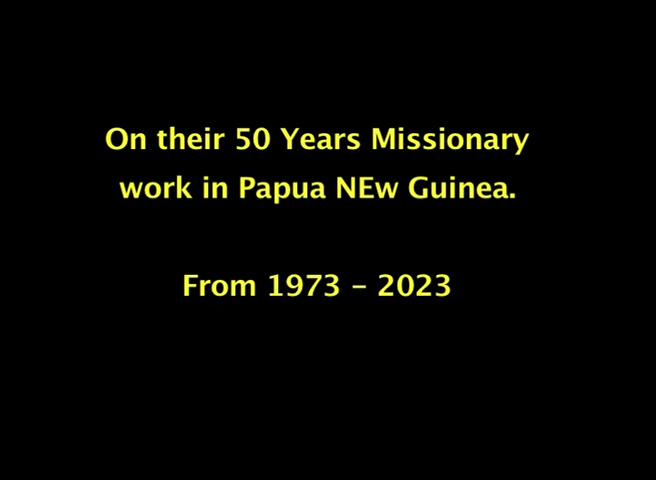 On their 50 Years Missionary
work in Papua NEw Guinea.
From 1973 – 2023